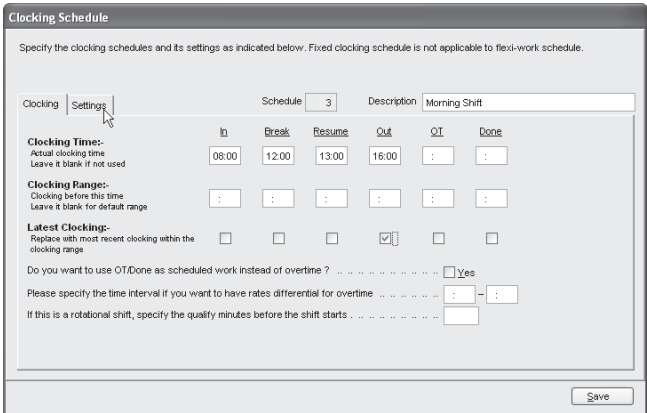 Clocking Schedule
Specify the clocking schedules and its settings as indicated below. Fixed clocking schedule is not applicable to flexi-work schedule.
Clocking Settings Schedule 3 Description Morning Shift
In Break Resume Out OT Done
Clocking Time:-
Actual clocking time
Leave it blank if not used
08:00 12:00 13:00 16:00 : :
Clocking Range:-
Clocking before this time
Leave it blank for default range
: : : : : :
Latest Clocking:-
Replace with most recent clocking within the
clocking range
Do you want to use OT/Done as scheduled work instead of overtime ? .. .. .. .. .. .. .. .. .. .. Yes
Please specify the time interval if you want to have rates differential for overtime .. .. .. .. .. .. : – :
If this is a rotational shift, specify the qualify minutes before the shift starts . .. .. .. .. .. .. .. ..
Save